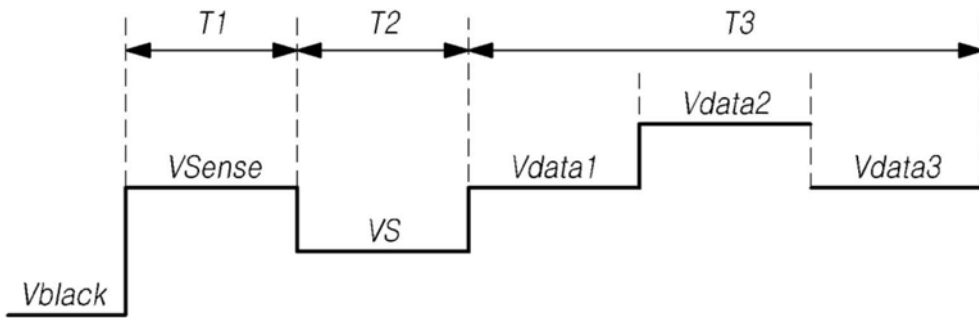 T1 T2 T3
Vdata2
VSense Vdata1 Vdata3
VS
Vblack